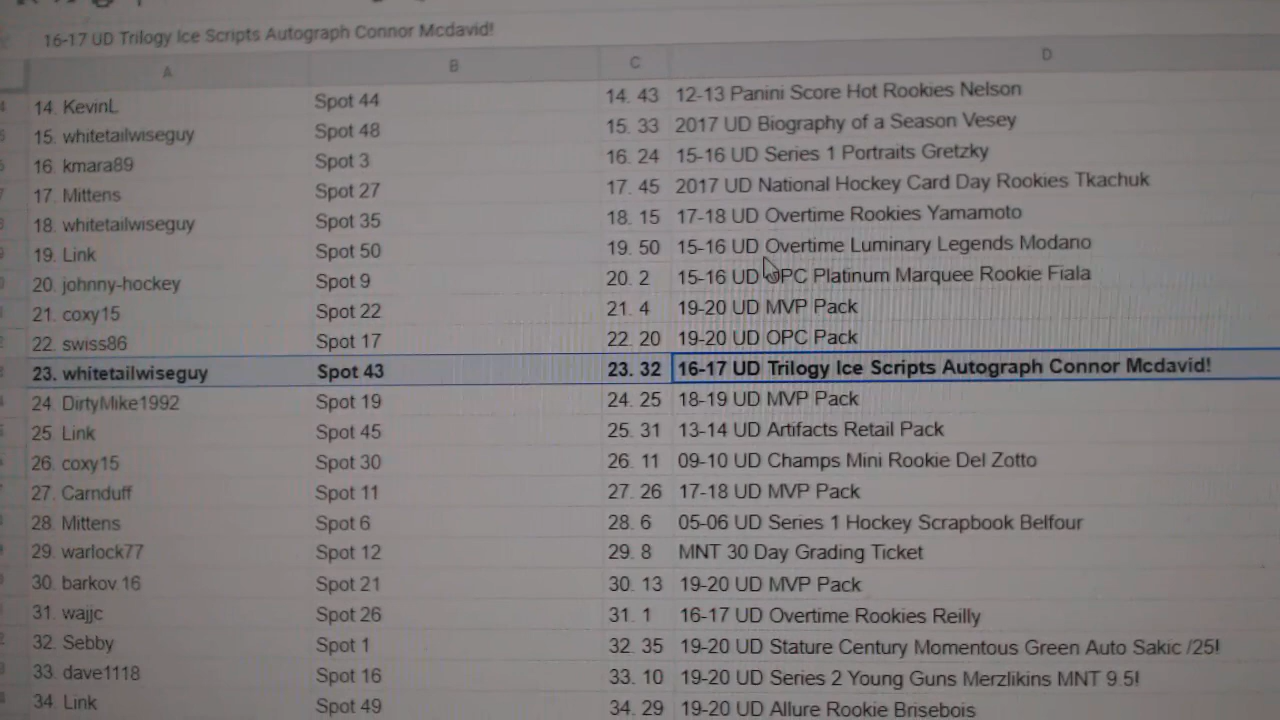 16-17 UD Trilogy Ice Scripts Autograph Connor Mcdavid!
A B C D
14. KevinL Spot 44 14. 43 12-13 Panini Score Hot Rookies Nelson
15. whitetailwiseguy Spot 48 15. 33 2017 UD Biography of a Season Vesey
16. kmara89 Spot 3 16. 24 15-16 UD Series 1 Portraits Gretzky
17. Mittens Spot 27 17. 45 2017 UD National Hockey Card Day Rookies Tkachuk
18. whitetailwiseguy Spot 35 18. 15 17-18 UD Overtime Rookies Yamamoto
19. Link Spot 50 19. 50 15-16 UD Overtime Luminary Legends Modano
20. johnny-hockey Spot 9 20. 2 15-16 UD OPC Platinum Marquee Rookie Fiala
21. coxy15 Spot 22 21. 4 19-20 UD MVP Pack
22. swiss86 Spot 17 22. 20 19-20 UD OPC Pack
23. whitetailwiseguy Spot 43 23. 32 16-17 UD Trilogy Ice Scripts Autograph Connor Mcdavid!
24. DirtyMike1992 Spot 19 24. 25 18-19 UD MVP Pack
25. Link Spot 45 25. 31 13-14 UD Artifacts Retail Pack
26. coxy15 Spot 30 26. 11 09-10 UD Champs Mini Rookie Del Zotto
27. Carnduff Spot 11 27. 26 17-18 UD MVP Pack
28. Mittens Spot 6 28. 6 05-06 UD Series 1 Hockey Scrapbook Belfour
29. warlock77 Spot 12 29. 8 MNT 30 Day Grading Ticket
30. barkov.16 Spot 21 30. 13 19-20 UD MVP Pack
31. wajjc Spot 26 31. 1 16-17 UD Overtime Rookies Reilly
32. Sebby Spot 1 32. 35 19-20 UD Stature Century Momentous Green Auto Sakic /25!
33. dave1118 Spot 16 33. 10 19-20 UD Series 2 Young Guns Merzlikins MNT 9.5!
34. Link Spot 49 34. 29 19-20 UD Allure Rookie Brisebois